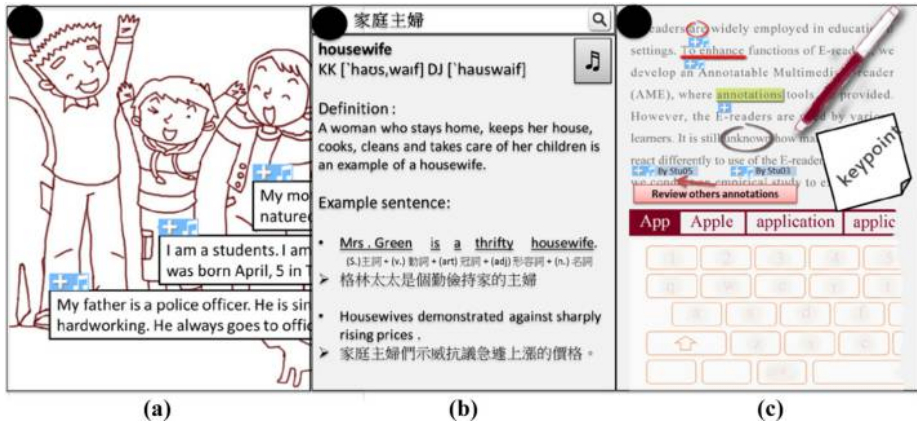 My mo
natured
I am a students. I am
was born April, 5 in T
My father is a police officer. He is sin
hardworking. He always goes to offic
(a)
家庭主婦
housewife
KK [`haʊs,waɪf] DJ [`hauswaif]
Definition :
A woman who stays home, keeps her house,
cooks, cleans and takes care of her children is
an example of a housewife.
Example sentence:
• Mrs . Green is a thrifty housewife.
(S.)主詞 + (v.) 動詞 + (art) 冠詞 + (adj) 形容詞 + (n.) 名詞
➢ 格林太太是個勤儉持家的主婦
• Housewives demonstrated against sharply
rising prices .
➢ 家庭主婦們示威抗議急遽上漲的價格。
(b)
readers are widely employed in education
settings. To enhance functions of E-reader, we
develop an Annotatable Multimedia reader
(AME), where annotations tools provided.
However, the E-readers are used by variou
learners. It is still unknown how ma
react differently to use of the E-reader
By Stu05 By Stu03
we conduct empirical study to e
Review others annotations
keypoint
App Apple application applic
(c)